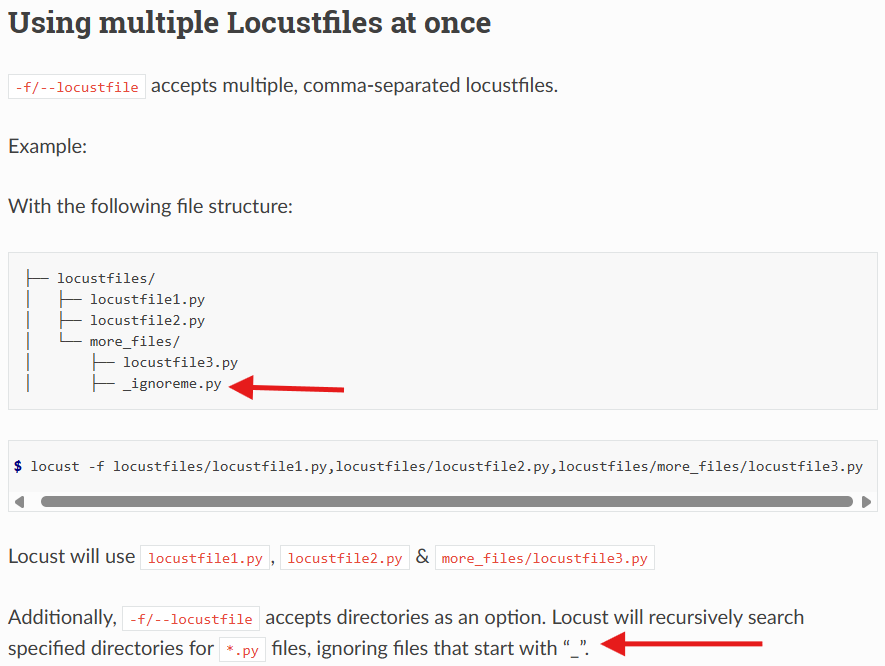 Using multiple Locustfiles at once
-f/--locustfile accepts multiple, comma-separated locustfiles.
Example:
With the following file structure:
├── locustfiles/
│   ├── locustfile1.py
│   ├── locustfile2.py
│   └── more_files/
│       ├── locustfile3.py
│       ├── _ignoreme.py
$ locust -f locustfiles/locustfile1.py,locustfiles/locustfile2.py,locustfiles/more_files/locustfile3.py
Locust will use locustfile1.py, locustfile2.py & more_files/locustfile3.py
Additionally, -f/--locustfile accepts directories as an option. Locust will recursively search
specified directories for *.py files, ignoring files that start with “_”.